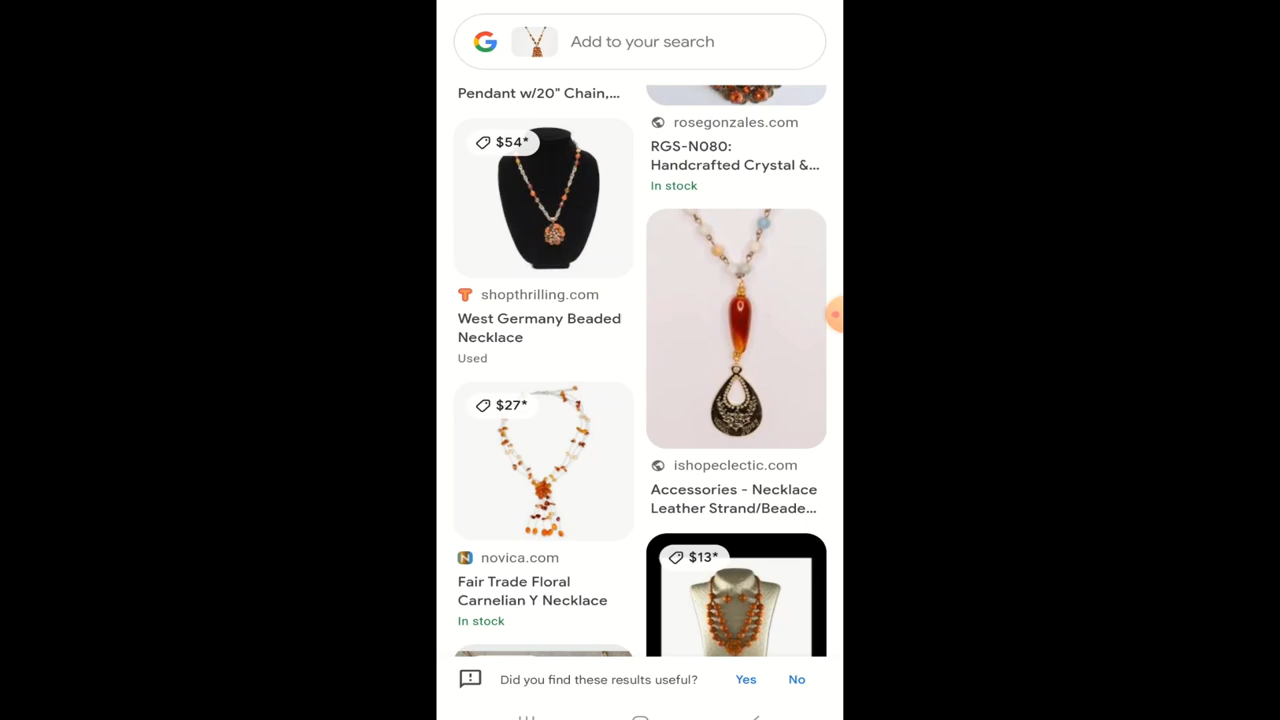 Add to your search
Pendant w/20" Chain,...
$54*
shopthrilling.com
West Germany Beaded
Necklace
Used
$27*
novica.com
Fair Trade Floral
Carnelian Y Necklace
In stock
rosegonzales.com
RGS-N080:
Handcrafted Crystal &...
In stock
ishopeclectic.com
Accessories - Necklace
Leather Strand/Beade...
$13*
Did you find these results useful?
Yes
No